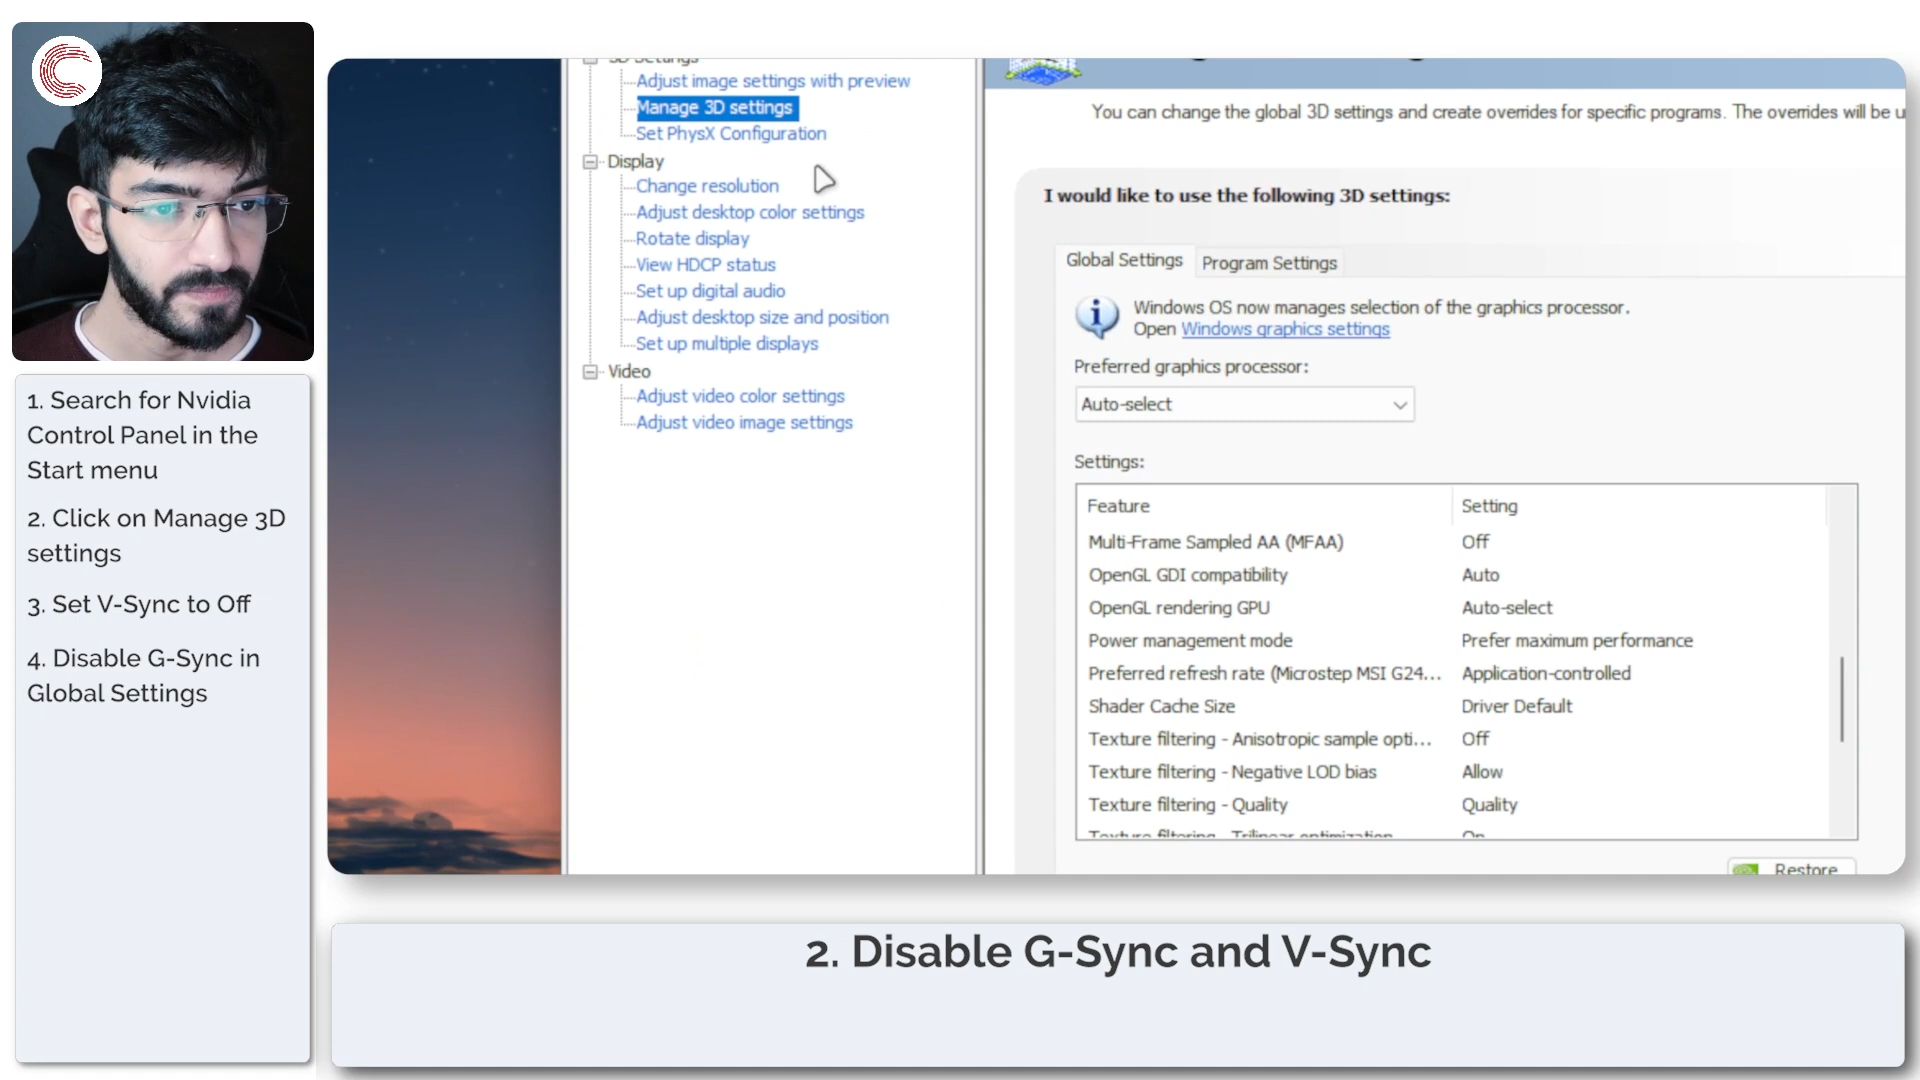 1. Search for Nvidia
Control Panel in the
Start menu
2. Click on Manage 3D
settings
3. Set V-Sync to Off
4. Disable G-Sync in
Global Settings
3D Settings
Adjust image settings with preview
Manage 3D settings
Set PhysX Configuration
Display
Change resolution
Adjust desktop color settings
Rotate display
View HDCP status
Set up digital audio
Adjust desktop size and position
Set up multiple displays
Video
Adjust video color settings
Adjust video image settings
You can change the global 3D settings and create overrides for specific programs. The overrides will be u
I would like to use the following 3D settings:
Global Settings
Program Settings
Windows OS now manages selection of the graphics processor.
Open Windows graphics settings
Preferred graphics processor:
Auto-select
Settings:
Feature Setting
Multi-Frame Sampled AA (MFAA) Off
OpenGL GDI compatibility Auto
OpenGL rendering GPU Auto-select
Power management mode Prefer maximum performance
Preferred refresh rate (Microstep MSI G24... Application-controlled
Shader Cache Size Driver Default
Texture filtering - Anisotropic sample opti... Off
Texture filtering - Negative LOD bias Allow
Texture filtering - Quality Quality
Texture filtering - Trilinear optimization On
Restore
2. Disable G-Sync and V-Sync